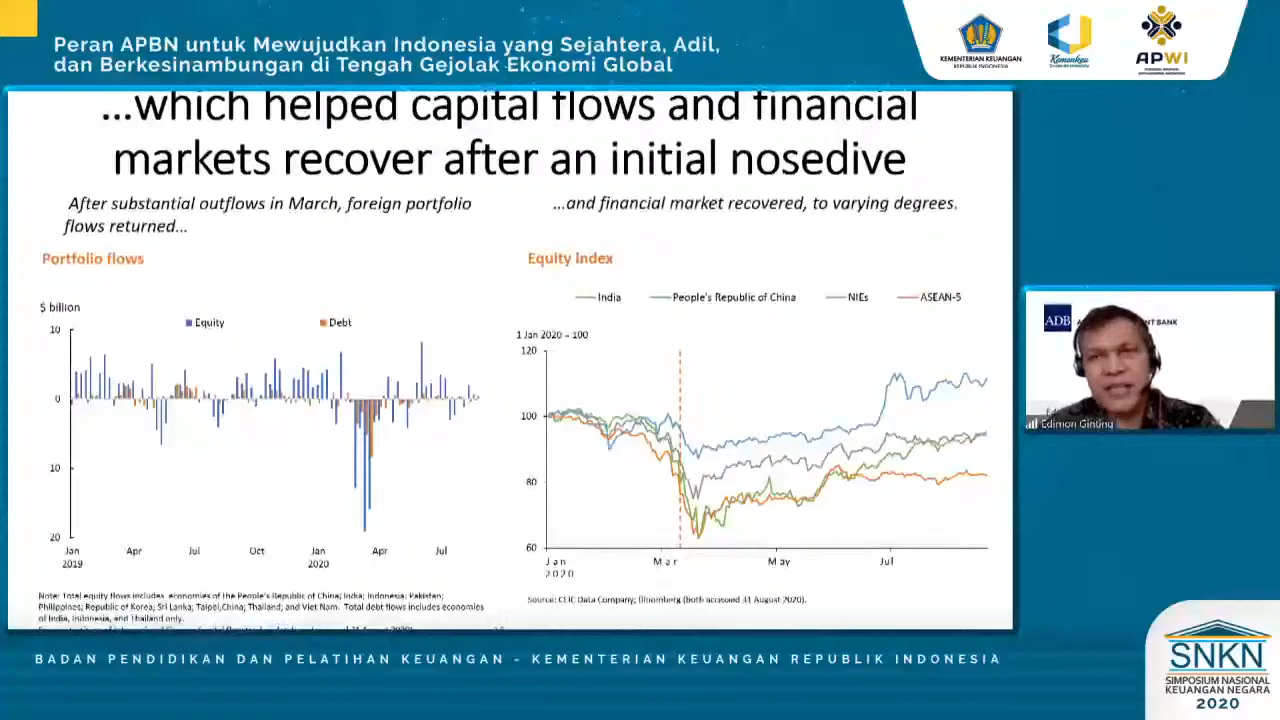 Peran APBN untuk Mewujudkan Indonesia yang Sejahtera, Adil,
dan Berkesinambungan di Tengah Gejolak Ekonomi Global
KEMENTERIAN KEUANGAN
REPUBLIK INDONESIA
Kemenkeu
APWI
...which helped capital flows and financial
markets recover after an initial nosedive
After substantial outflows in March, foreign portfolio
flows returned...
...and financial market recovered, to varying degrees.
Portfolio flows
$ billion
Equity
Debt
10
0
10
20
Jan
2019
Apr
Jul
Oct
Jan
2020
Apr
Jul
Note: Total equity flows includes economies of the People's Republic of China; India; Indonesia; Pakistan;
Philippines; Republic of Korea; Sri Lanka; Taipei,China; Thailand; and Viet Nam. Total debt flows includes economies
of India, Indonesia, and Thailand only.
Equity index
India
People's Republic of China
NIEs
ASEAN-5
1 Jan 2020 = 100
120
100
80
60
Jan
2020
Mar
May
Jul
Source: CEIC Data Company; Bloomberg (both accessed 31 August 2020).
ADB
NT BANK
Edimon Ginting
BADAN PENDIDIKAN DAN PELATIHAN KEUANGAN - KEMENTERIAN KEUANGAN REPUBLIK INDONESIA
SNKN
SIMPOSIUM NASIONAL
KEUANGAN NEGARA
2020